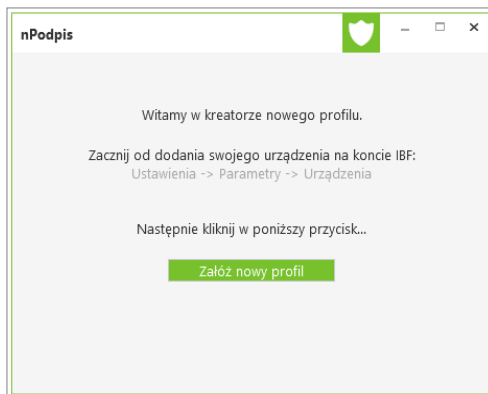 nPodpis
Witamy w kreatorze nowego profilu.
Zacznij od dodania swojego urządzenia na koncie IBF:
Ustawienia -> Parametry -> Urządzenia
Następnie kliknij w poniższy przycisk...
Załóż nowy profil